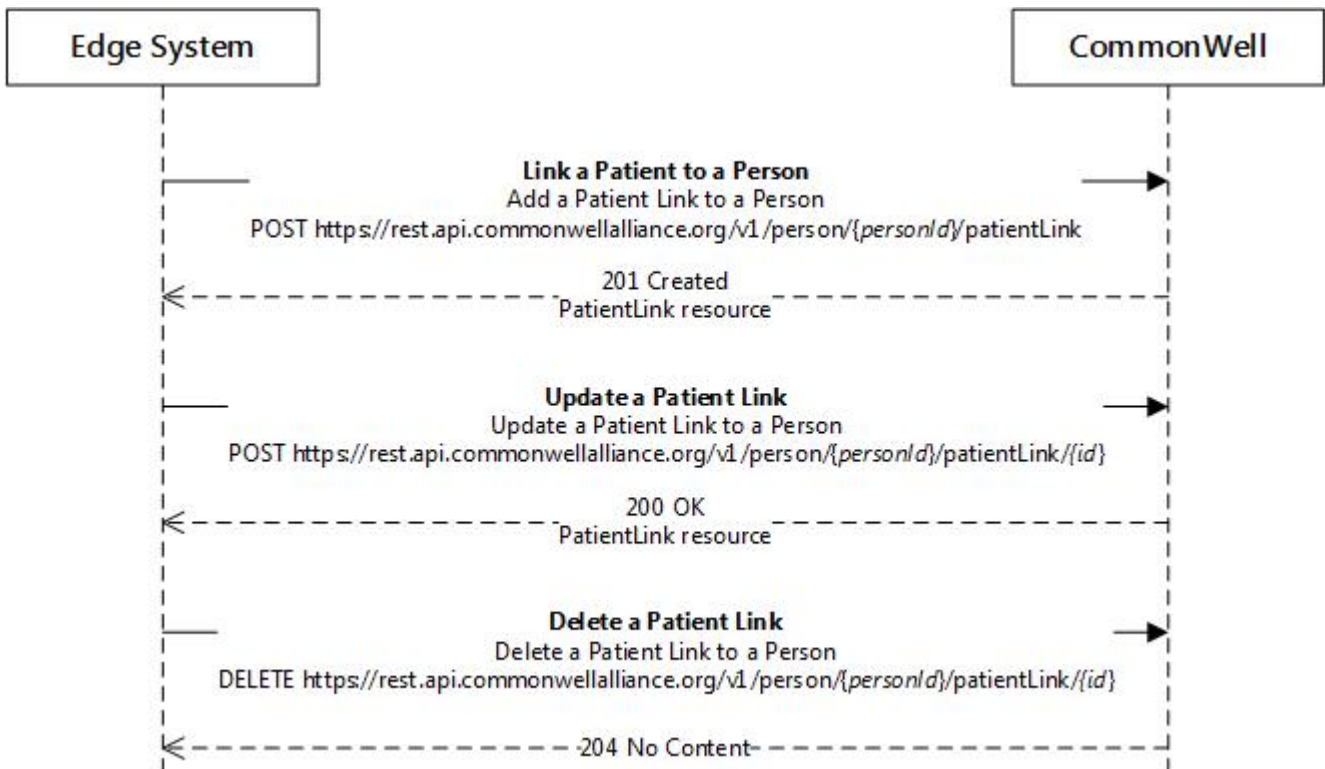 Edge System
CommonWell
Link a Patient to a Person
Add a Patient Link to a Person
POST https://rest.api.commonwellalliance.org/v1/person/{personId}/patientLink
201 Created
PatientLink resource
Update a Patient Link
Update a Patient Link to a Person
POST https://rest.api.commonwellalliance.org/v1/person/{personId}/patientLink/{id}
200 OK
PatientLink resource
Delete a Patient Link
Delete a Patient Link to a Person
DELETE https://rest.api.commonwellalliance.org/v1/person/{personId}/patientLink/{id}
204 No Content